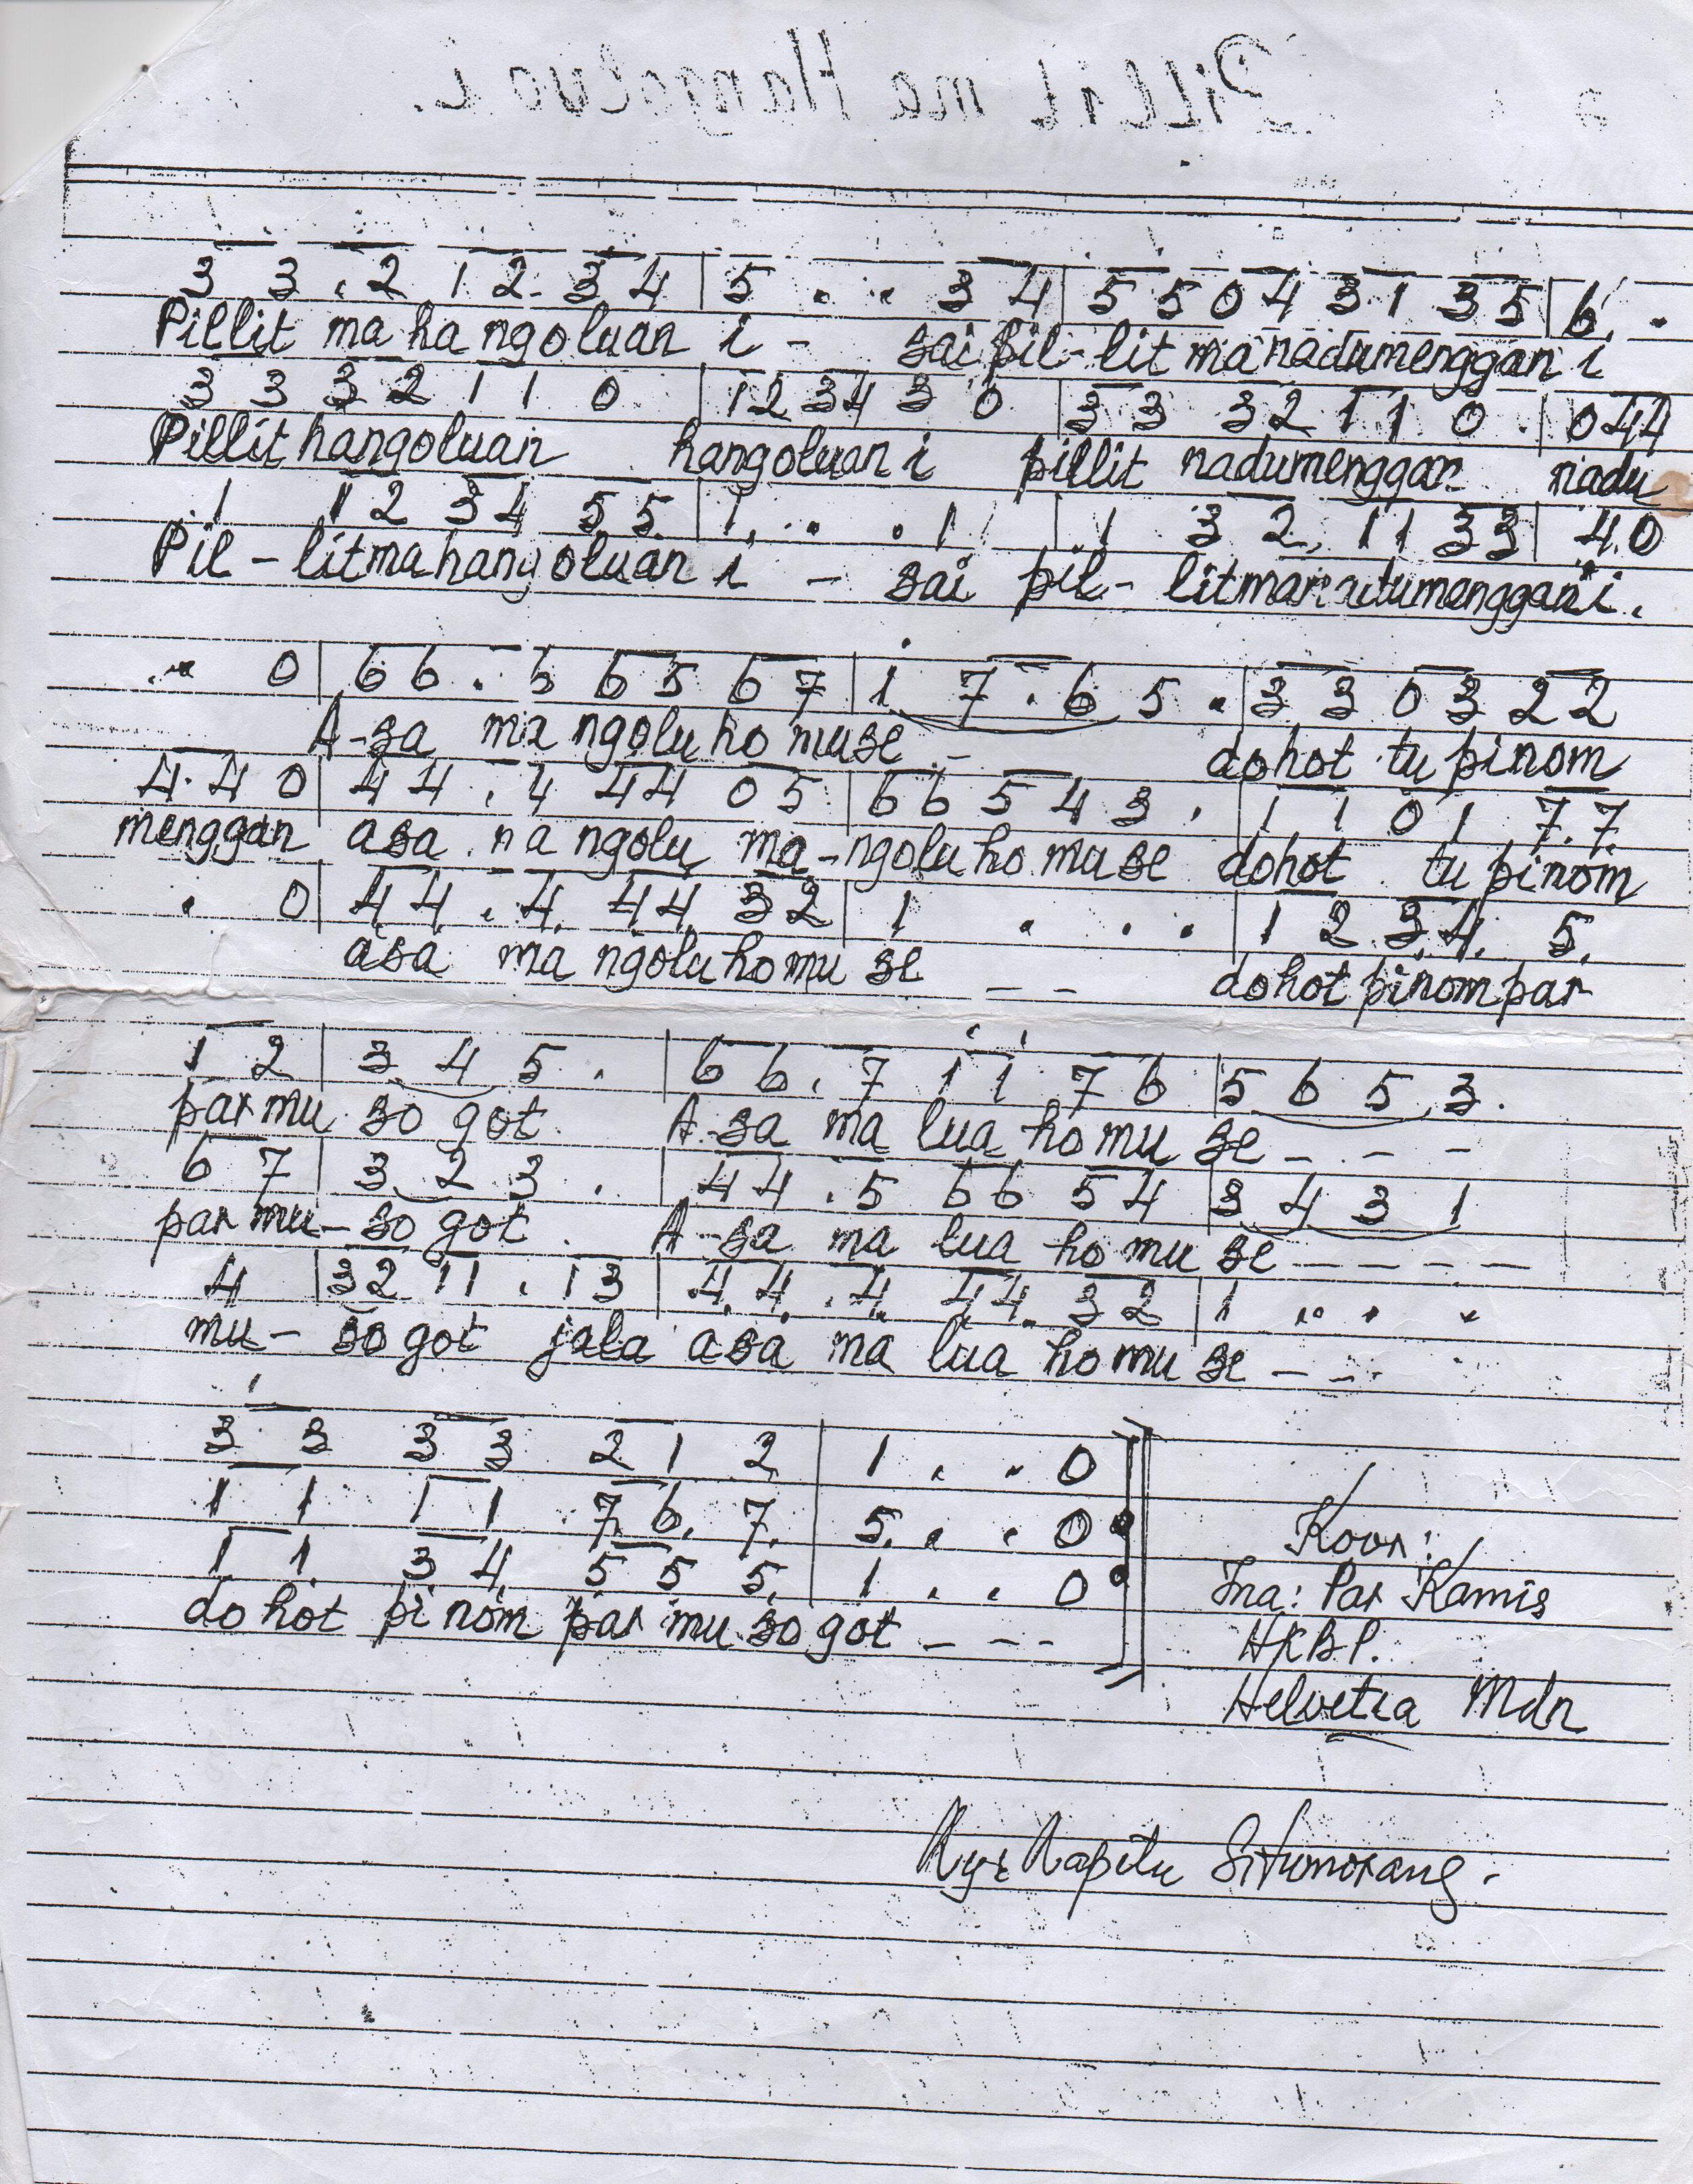 Pillit ma Hangoluan i.
3 3 . 2 1 2 3 4 | 5 . . 3 4 | 5 5 0 4 3 1 3 5 | 6 .
Pillit ma ha ngoluan i - sai pil-lit ma nadumenggan i
3 3 3 2 1 1 0 | 1 2 3 4 3 0 | 3 3 3 2 1 1 0 . | 0 4 4
Pillit hangoluan hangoluan i pillit nadumenggan nadu
1 1 2 3 4 5 5 | 1 . . . 1 | 1 3 2 1 1 3 3 | 4 0
Pil - litmahangoluan i - sai pil - litmanadumenggan i.
. . 0 | 6 6 . 6 6 5 6 7 | 1 7 . 6 5 . | 3 3 0 3 2 2
A-sa ma ngolu ho muse - dohot tu pinom
4 4 0 | 4 4 . 4 4 4 0 5 | 6 6 5 4 3 . | 1 1 0 1 7 7
menggan asa ma ngolu ma-ngolu ho muse dohot tu pinom
. 0 | 4 4 . 4 4 4 3 2 | 1 . . . | 1 2 3 4 5
asa ma ngolu ho mu se - - dohot pinompar
1 2 | 3 4 5 . | 6 6 . 7 1 1 7 6 | 5 6 5 3 .
par mu so got. A-sa ma lua ho mu se - - -
6 7 | 3 2 3 . | 4 4 . 5 6 6 5 4 | 3 4 3 1
par mu - so got. A-sa ma lua ho mu se - - - -
4 | 3 2 1 1 . 1 3 | 4 4 . 4 4 4 3 2 | 1 . . .
mu - so got jala asa ma lua ho mu se - - -
3 3 3 3 2 1 2 | 1 . . 0
1 1 1 1 7 6 7 | 5 . . 0
1 1 3 4 5 5 5 | 1 . . 0
do hot pi nom par mu so got - - -
Koor:
Ina: Par Kamis
HKBP.
Helvetia Mdn
Situmorang.